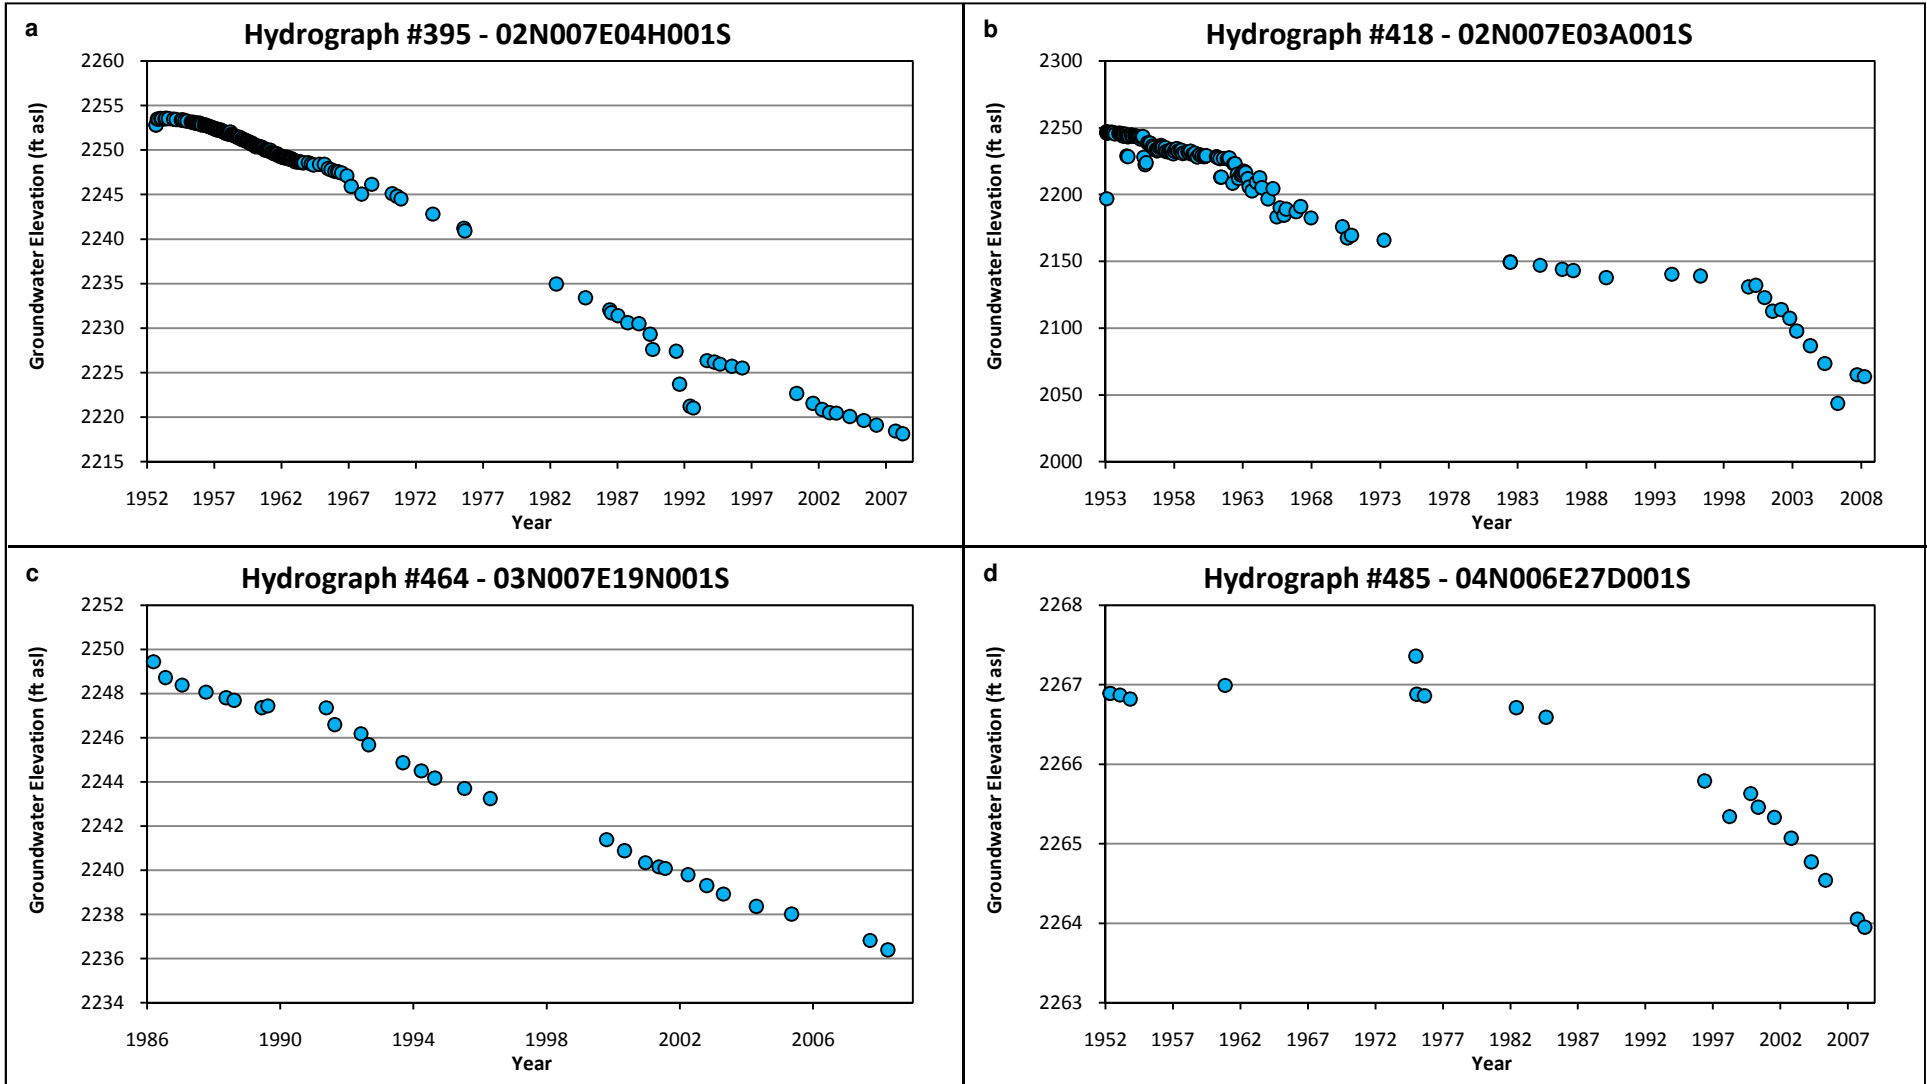 a
Hydrograph #395 - 02N007E04H001S
Groundwater Elevation (ft asl)
2260
2255
2250
2245
2240
2235
2230
2225
2220
2215
1952 1957 1962 1967 1972 1977 1982 1987 1992 1997 2002 2007
Year
b
Hydrograph #418 - 02N007E03A001S
Groundwater Elevation (ft asl)
2300
2250
2200
2150
2100
2050
2000
1953 1958 1963 1968 1973 1978 1983 1988 1993 1998 2003 2008
Year
c
Hydrograph #464 - 03N007E19N001S
Groundwater Elevation (ft asl)
2252
2250
2248
2246
2244
2242
2240
2238
2236
2234
1986 1990 1994 1998 2002 2006
Year
d
Hydrograph #485 - 04N006E27D001S
Groundwater Elevation (ft asl)
2268
2267
2266
2265
2264
2263
1952 1957 1962 1967 1972 1977 1982 1987 1992 1997 2002 2007
Year